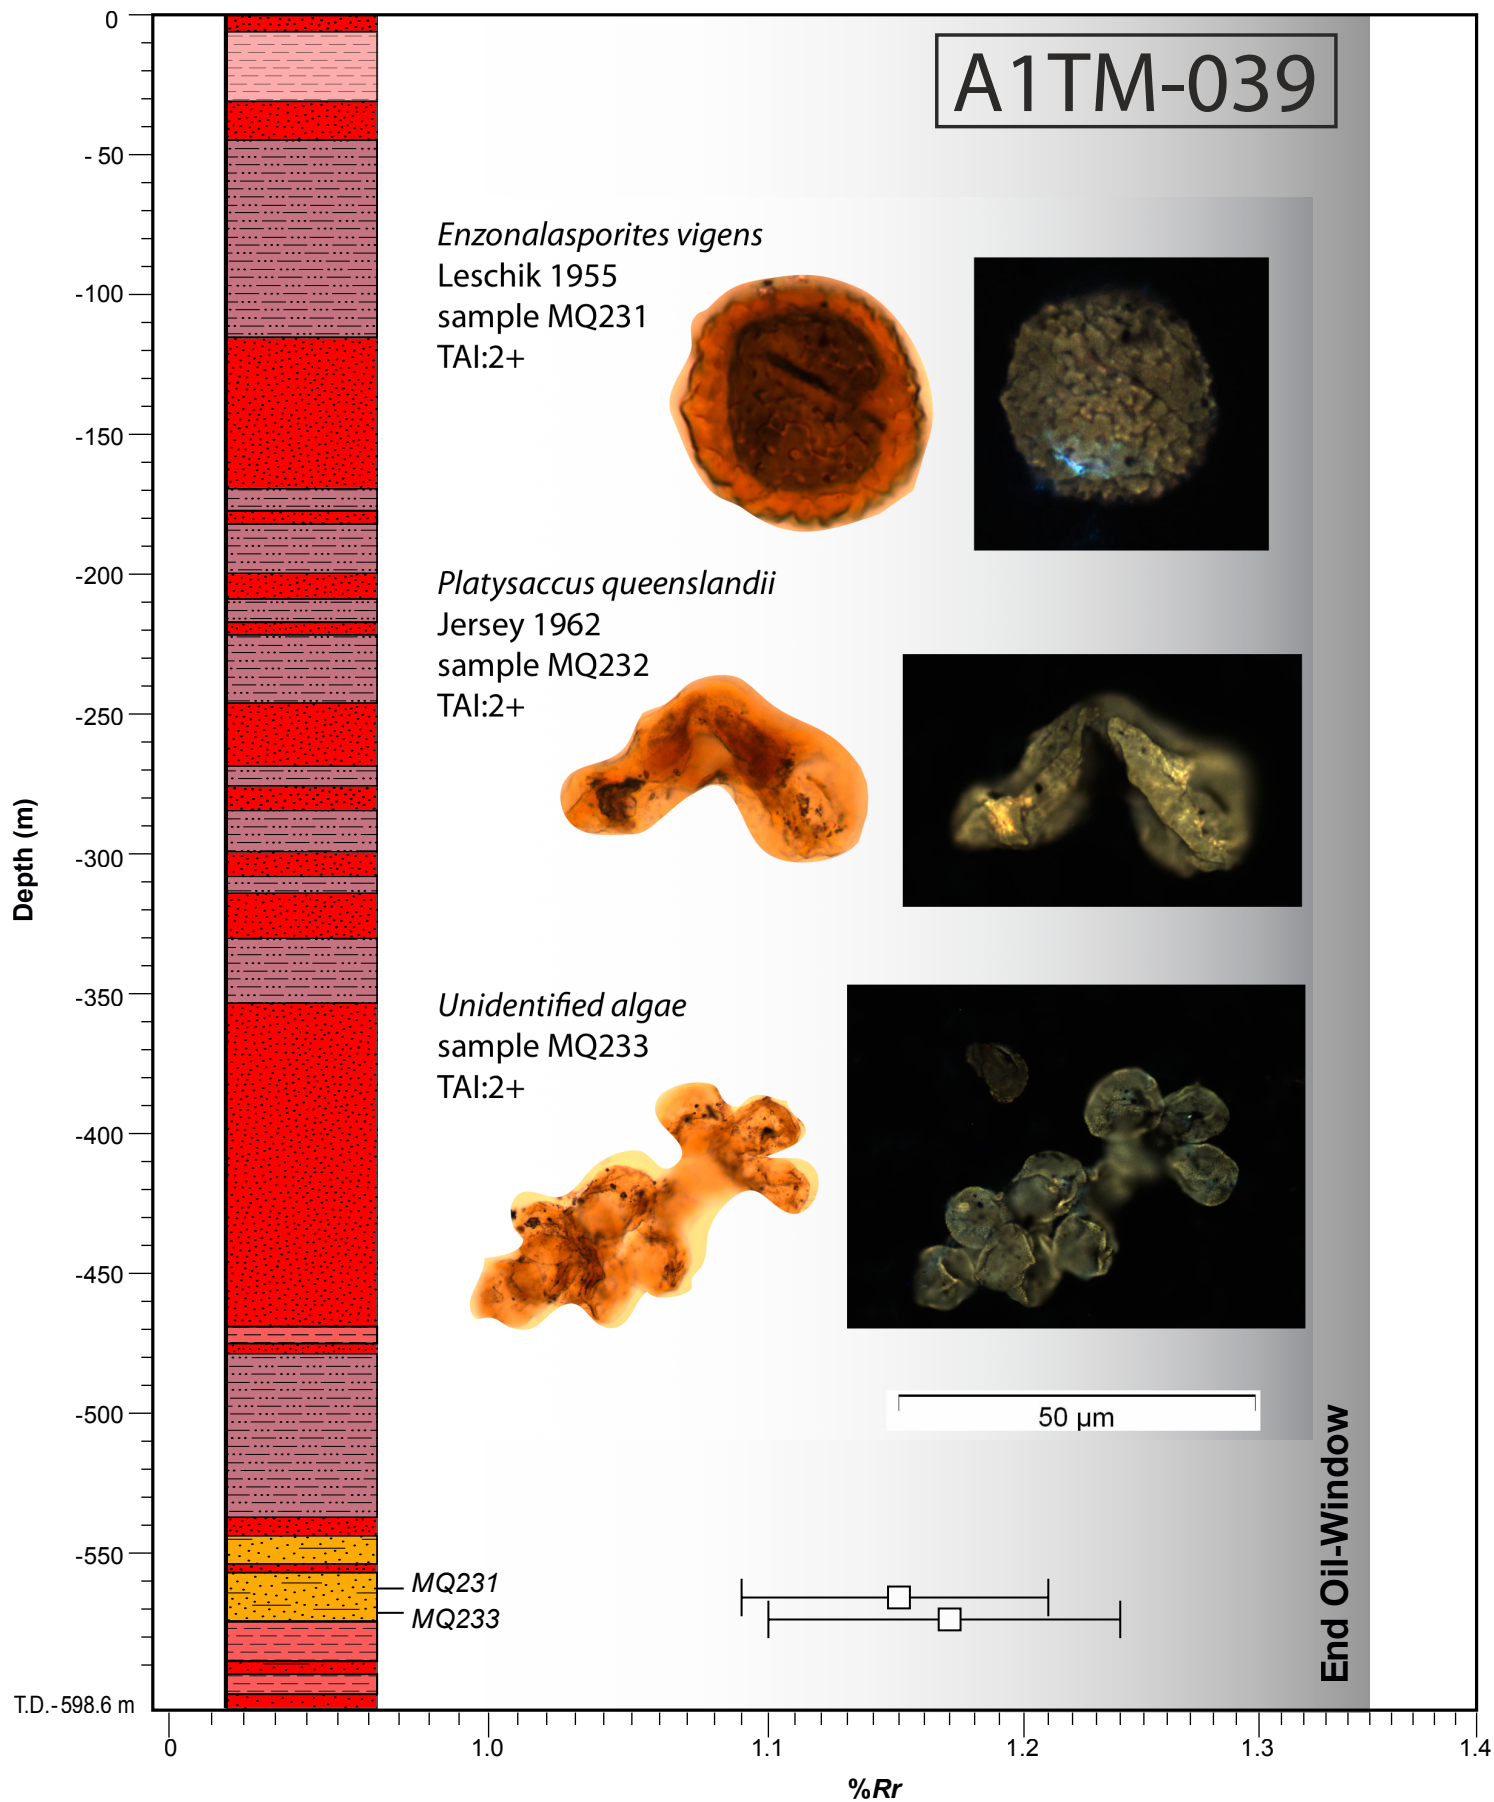 A1TM-039
0
- 50
-100
-150
-200
-250
-300
-350
-400
-450
-500
-550
T.D.-598.6 m
Depth (m)
Enzonalasporites vigens
Leschik 1955
sample MQ231
TAI:2+
Platysaccus queenslandii
Jersey 1962
sample MQ232
TAI:2+
Unidentified algae
sample MQ233
TAI:2+
50 µm
End Oil-Window
MQ231
MQ233
0 1.0 1.1 1.2 1.3 1.4
%Rr